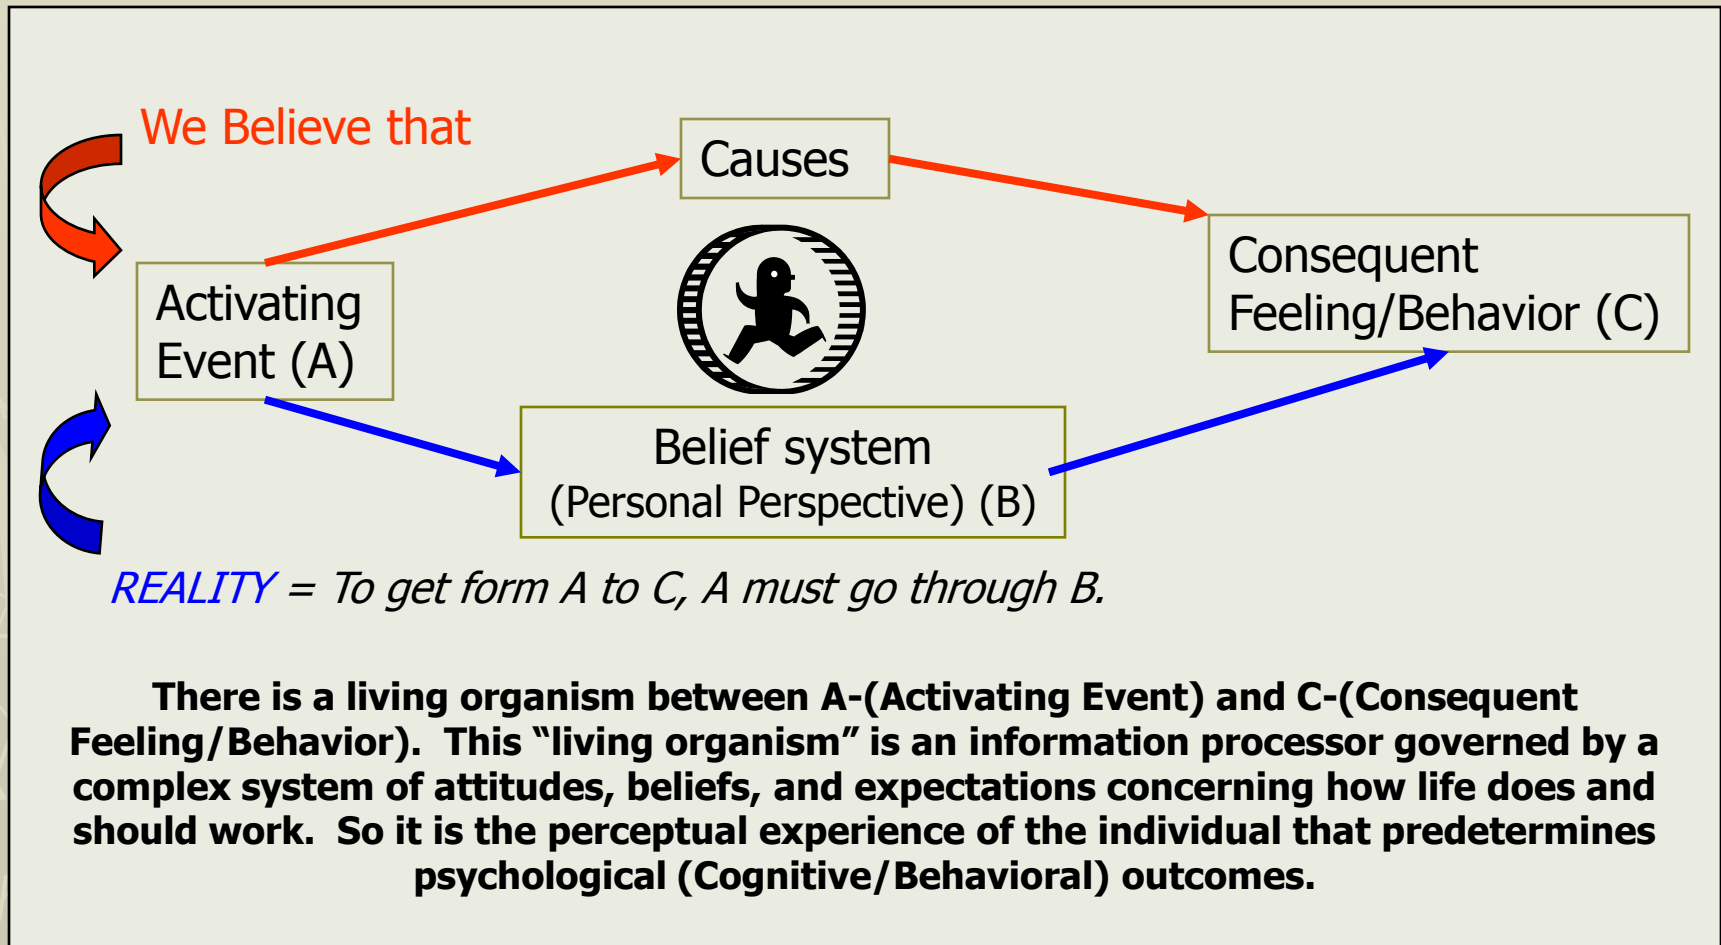 We Believe that
Causes
Consequent
Feeling/Behavior (C)
Activating
Event (A)
Belief system
(Personal Perspective) (B)
REALITY = To get form A to C, A must go through B.
There is a living organism between A-(Activating Event) and C-(Consequent
Feeling/Behavior).  This “living organism” is an information processor governed by a
complex system of attitudes, beliefs, and expectations concerning how life does and
should work.  So it is the perceptual experience of the individual that predetermines
psychological (Cognitive/Behavioral) outcomes.